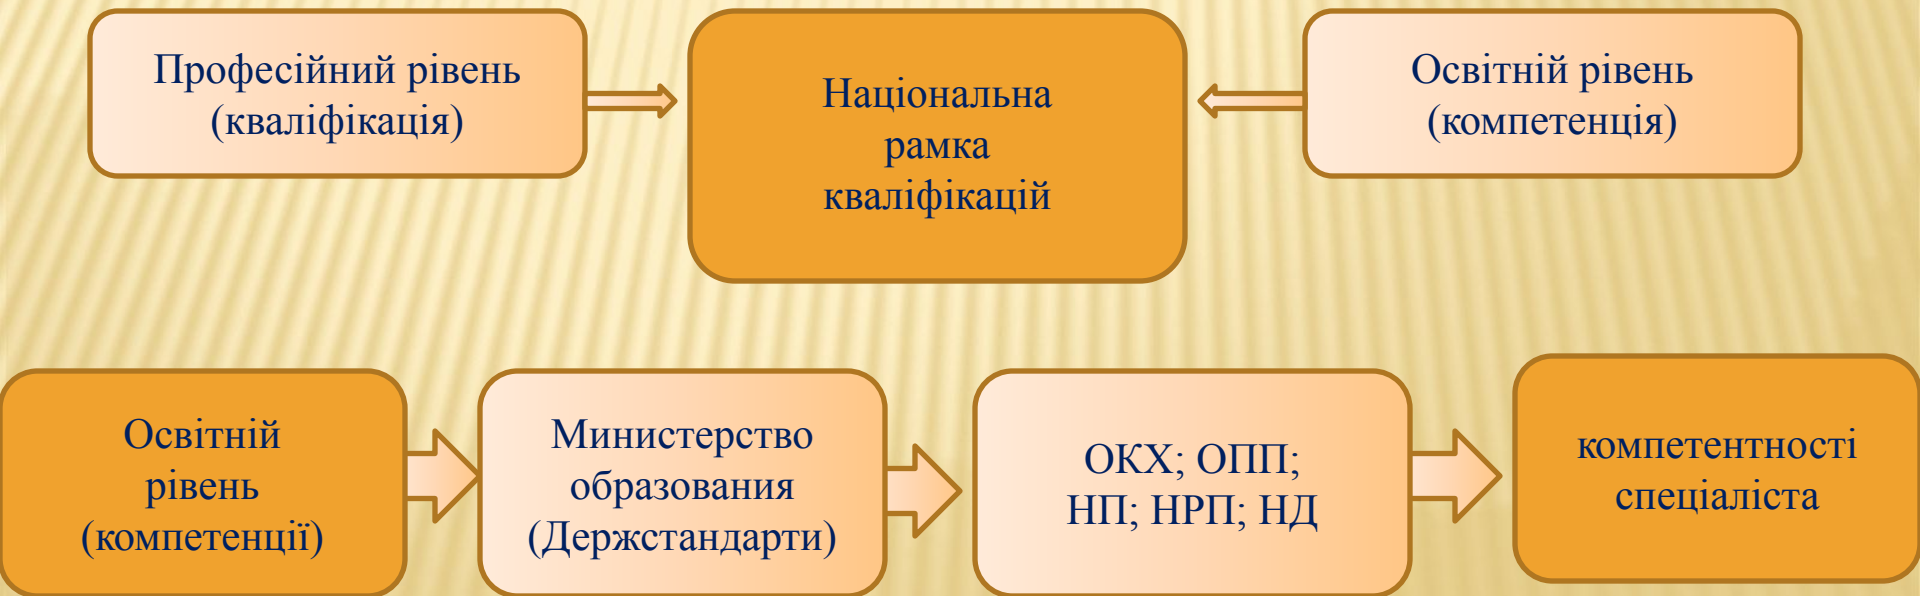 Професійний рівень
(кваліфікація)
Національна
рамка
кваліфікацій
Освітній рівень
(компетенція)
Освітній
рівень
(компетенції)
Министерство
образования
(Держстандарти)
ОКХ; ОПП;
НП; НРП; НД
компетентності
спеціаліста